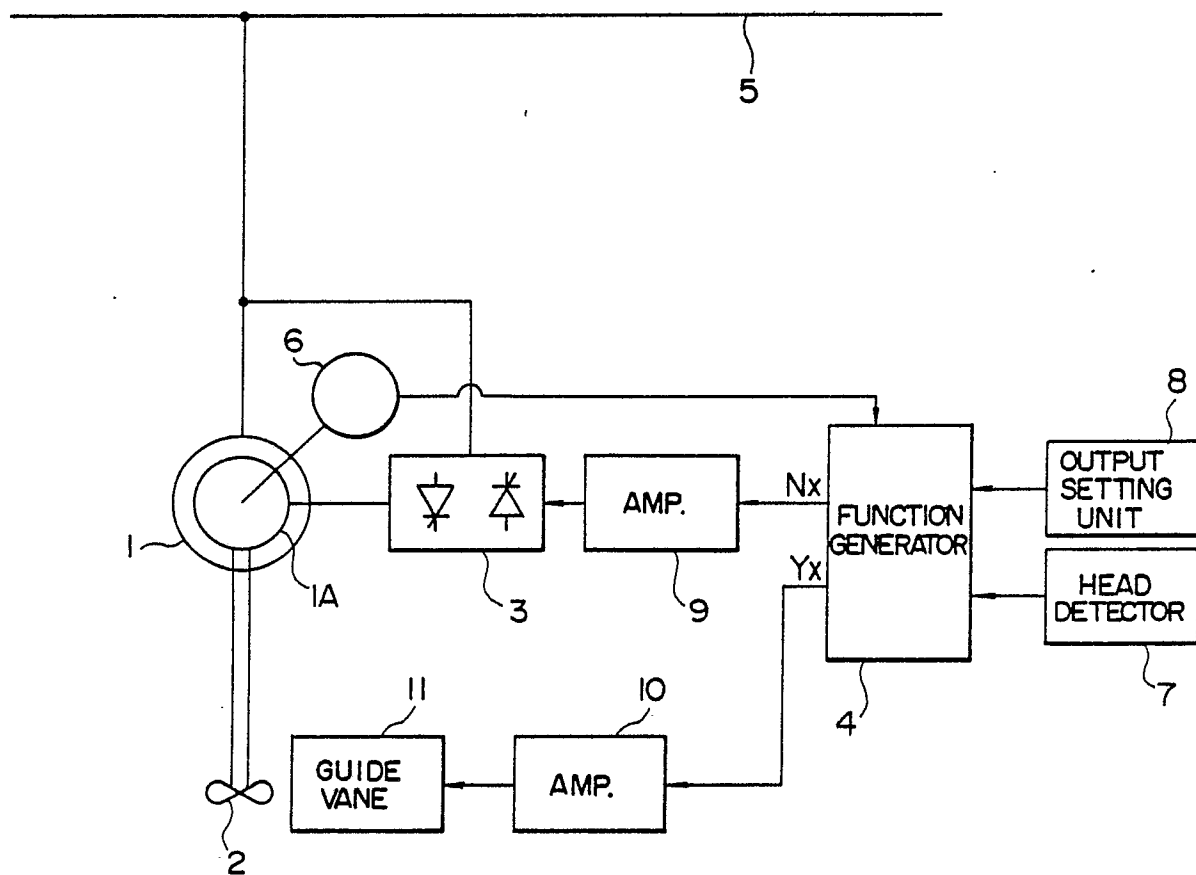 5
6
8
OUTPUT
SETTING
UNIT
Nx
AMP.
FUNCTION
GENERATOR
1
1A
3
9
Yx
HEAD
DETECTOR
4
7
11
10
GUIDE
VANE
AMP.
2